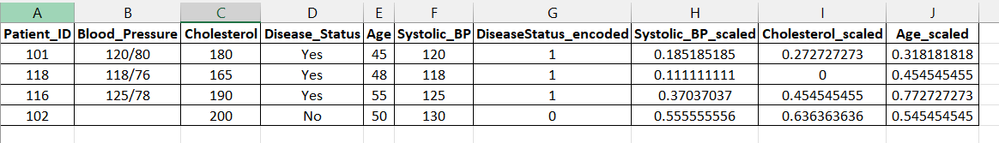 A B C D E F G H I J
Patient_ID Blood_Pressure Cholesterol Disease_Status Age Systolic_BP DiseaseStatus_encoded Systolic_BP_scaled Cholesterol_scaled Age_scaled
101 120/80 180 Yes 45 120 1 0.185185185 0.272727273 0.318181818
118 118/76 165 Yes 48 118 1 0.111111111 0 0.454545455
116 125/78 190 Yes 55 125 1 0.37037037 0.454545455 0.772727273
102 200 No 50 130 0 0.555555556 0.636363636 0.545454545